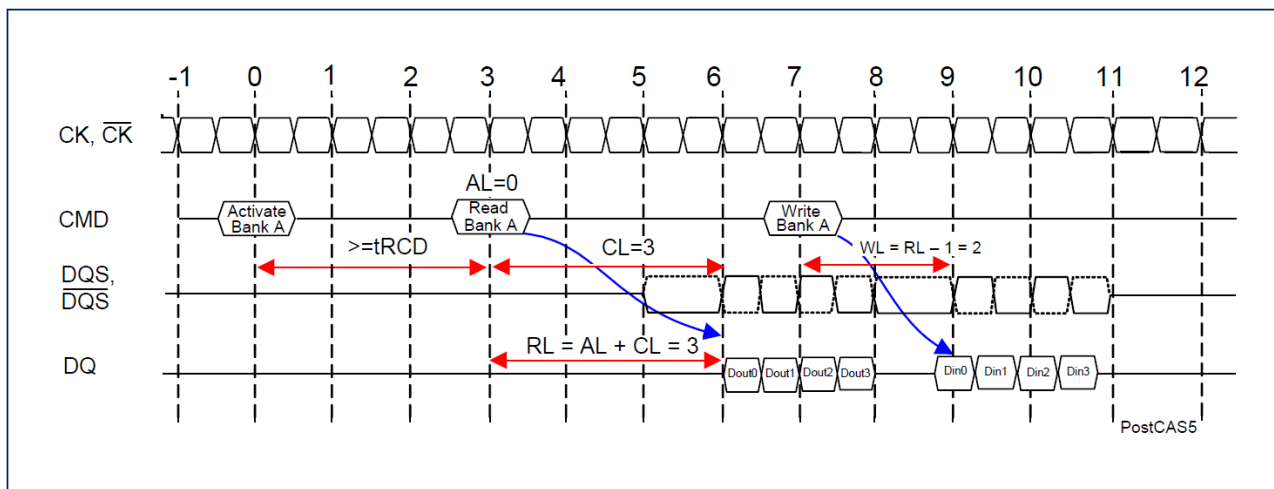 -1 0 1 2 3 4 5 6 7 8 9 10 11 12
CK, C̅K̅
AL=0
CMD
Activate
Bank A
Read
Bank A
Write
Bank A
>=tRCD
CL=3
WL = RL – 1 = 2
DQS,
D̅Q̅S̅
RL = AL + CL = 3
DQ
Dout0 Dout1 Dout2 Dout3
Din0 Din1 Din2 Din3
PostCAS5